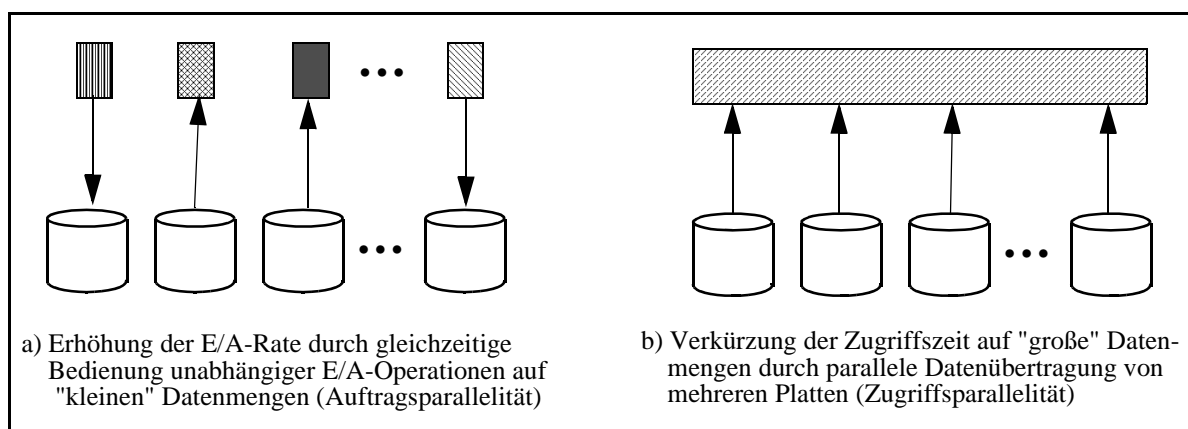 a) Erhöhung der E/A-Rate durch gleichzeitige
Bedienung unabhängiger E/A-Operationen auf
"kleinen" Datenmengen (Auftragsparallelität)
b) Verkürzung der Zugriffszeit auf "große" Daten-
mengen durch parallele Datenübertragung von
mehreren Platten (Zugriffsparallelität)